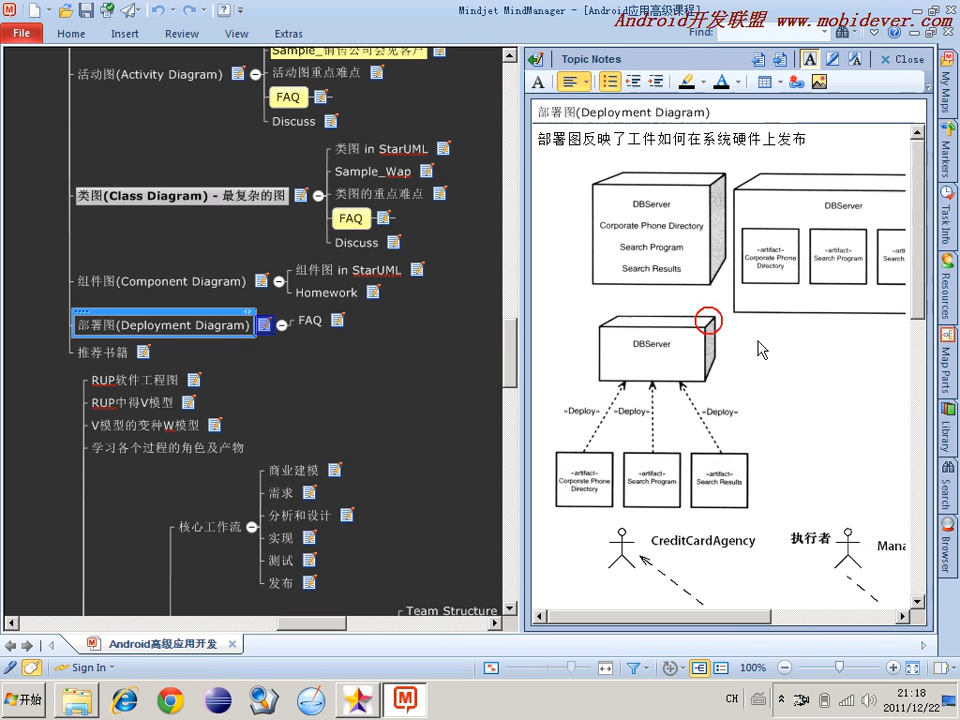 Mindjet MindManager - [Android应用高级课程]
Android开发联盟 www.mobidever.com
File
Home
Insert
Review
View
Extras
Find:
活动图(Activity Diagram)
Sample_销售公司会见客户
活动图重点难点
FAQ
Discuss
类图(Class Diagram) - 最复杂的图
类图 in StarUML
Sample_Wap
类图的重点难点
FAQ
Discuss
组件图(Component Diagram)
组件图 in StarUML
Homework
部署图(Deployment Diagram)
FAQ
推荐书籍
RUP软件工程图
RUP中得V模型
V模型的变种W模型
学习各个过程的角色及产物
核心工作流
商业建模
需求
分析和设计
实现
测试
发布
Team Structure
Topic Notes
Close
部署图(Deployment Diagram)
部署图反映了工件如何在系统硬件上发布
DBServer
Corporate Phone Directory
Search Program
Search Results
DBServer
«artifact»
Corporate Phone
Directory
«artifact»
Search Program
«arti
Search
DBServer
«Deploy»
«Deploy»
«Deploy»
«artifact»
Corporate Phone
Directory
«artifact»
Search Program
«artifact»
Search Results
CreditCardAgency
执行者
Mana
My Maps
Markers
Task Info
Resources
Map Parts
Library
Search
Browser
Android高级应用开发
Sign In
100%
开始
CH
21:18
2011/12/22